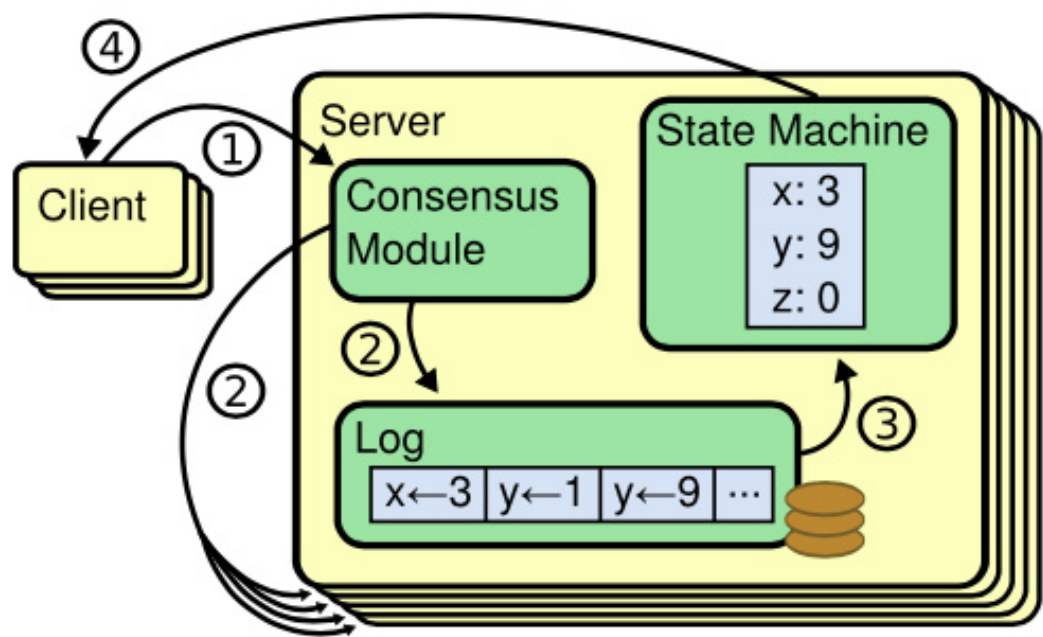 ④
①
Server
State Machine
Client
Consensus
Module
x: 3
y: 9
z: 0
②
②
③
Log
x←3 y←1 y←9 ...